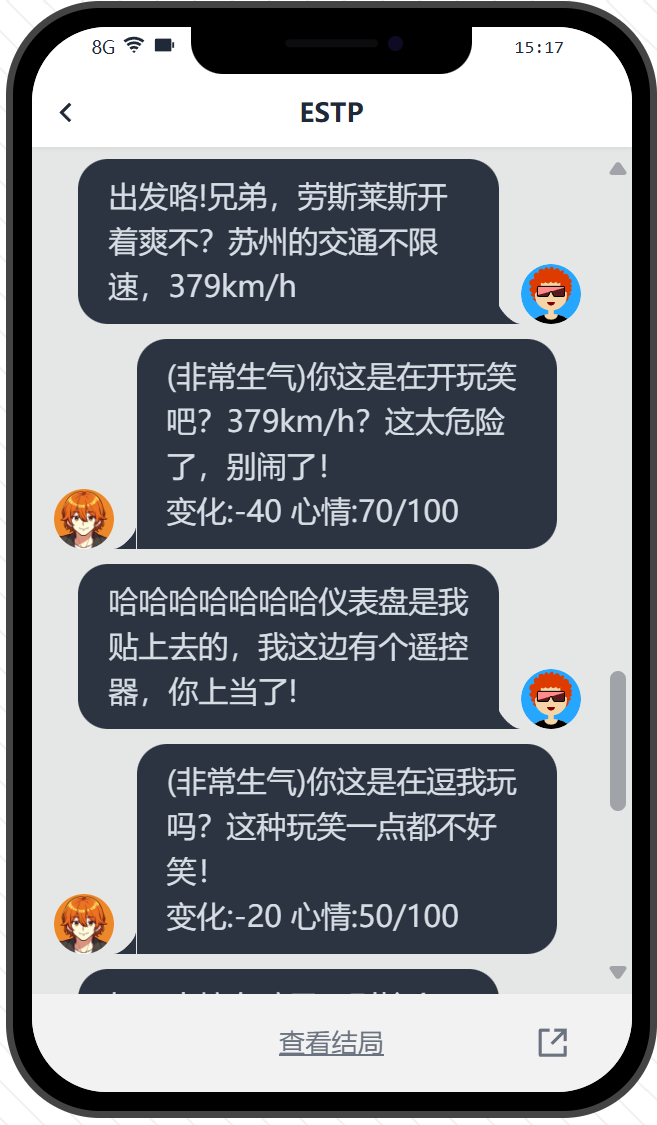 8G 15:17
ESTP
出发咯!兄弟，劳斯莱斯开
着爽不？苏州的交通不限
速，379km/h
(非常生气)你这是在开玩笑
吧？379km/h？这太危险
了，别闹了！
变化:-40 心情:70/100
哈哈哈哈哈哈哈仪表盘是我
贴上去的，我这边有个遥控
器，你上当了!
(非常生气)你这是在逗我玩
吗？这种玩笑一点都不好
笑！
变化:-20 心情:50/100
查看结局